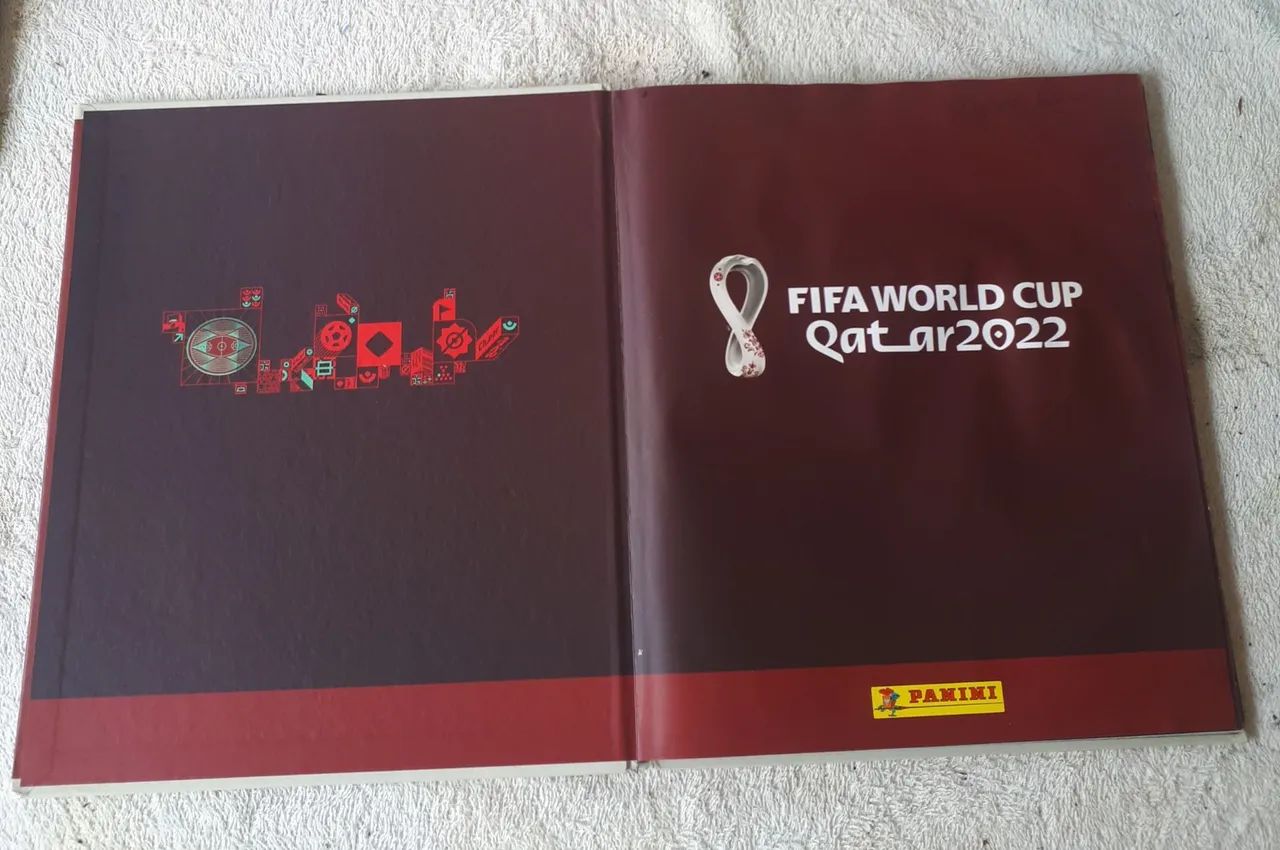 FIFA WORLD CUP
Qatar2022
PANINI